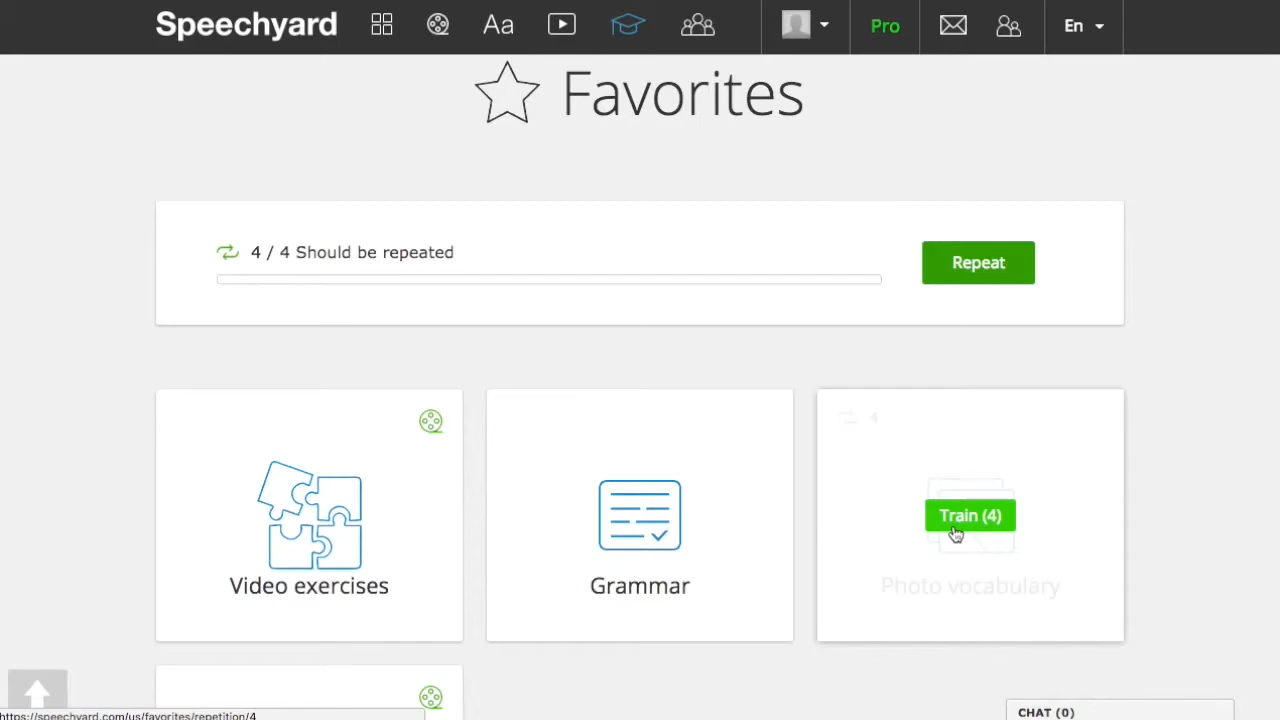 Speechyard
Aa
Pro
En
Favorites
4 / 4 Should be repeated
Repeat
4
Train (4)
Video exercises
Grammar
Photo vocabulary
https://speechyard.com/us/favorites/repetition/4
CHAT (0)